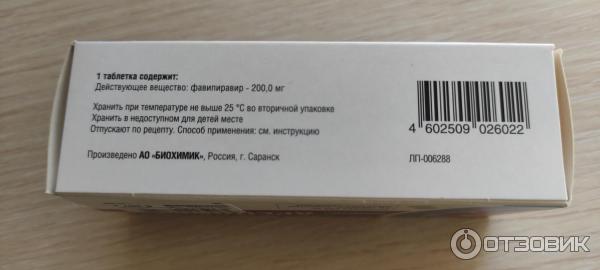 1 таблетка содержит:
Действующее вещество: фавипиравир - 200,0 мг
Хранить при температуре не выше 25 °С во вторичной упаковке
Хранить в недоступном для детей месте
Отпускают по рецепту. Способ применения: см. инструкцию
Произведено АО «БИОХИМИК», Россия, г. Саранск
4 602509 026022
ЛП-006288
ОТЗОВИК